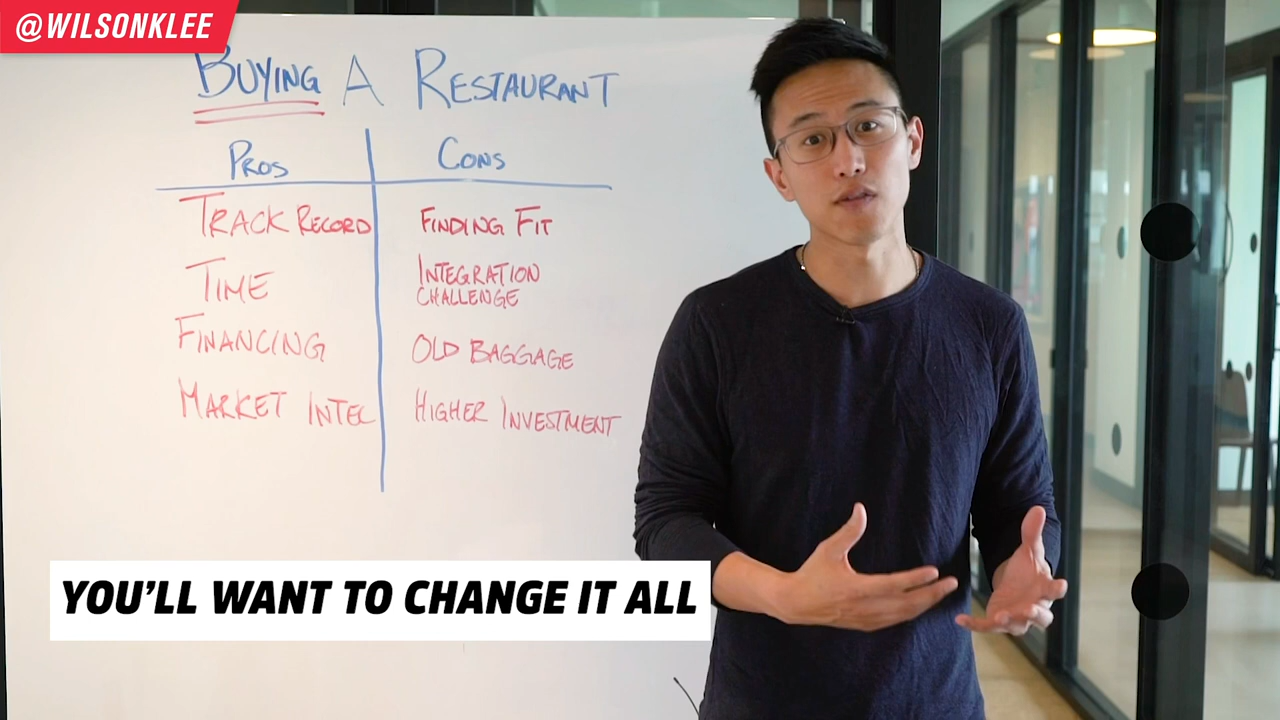 @WILSONKLEE
BUYING A RESTAURANT
PROS
CONS
TRACK RECORD
FINDING FIT
TIME
INTEGRATION
CHALLENGE
FINANCING
OLD BAGGAGE
MARKET INTEL
HIGHER INVESTMENT
YOU'LL WANT TO CHANGE IT ALL